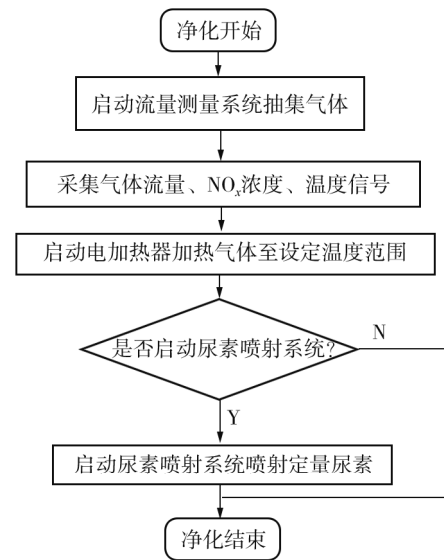 净化开始
启动流量测量系统抽集气体
采集气体流量、NOₓ浓度、温度信号
启动电加热器加热气体至设定温度范围
是否启动尿素喷射系统?
N
Y
启动尿素喷射系统喷射定量尿素
净化结束